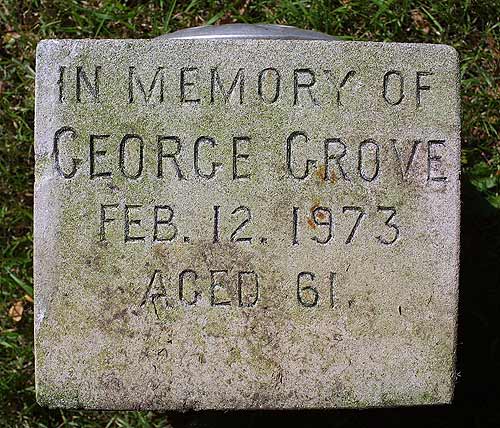 IN MEMORY OF
GEORGE GROVE
FEB. 12. 1973
AGED 61.